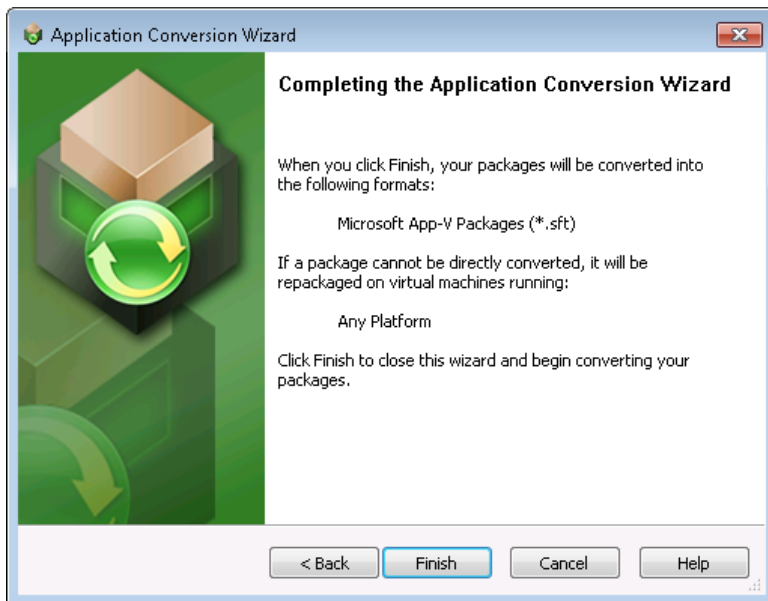 Application Conversion Wizard
Completing the Application Conversion Wizard
When you click Finish, your packages will be converted into
the following formats:
Microsoft App-V Packages (*.sft)
If a package cannot be directly converted, it will be
repackaged on virtual machines running:
Any Platform
Click Finish to close this wizard and begin converting your
packages.
< Back
Finish
Cancel
Help